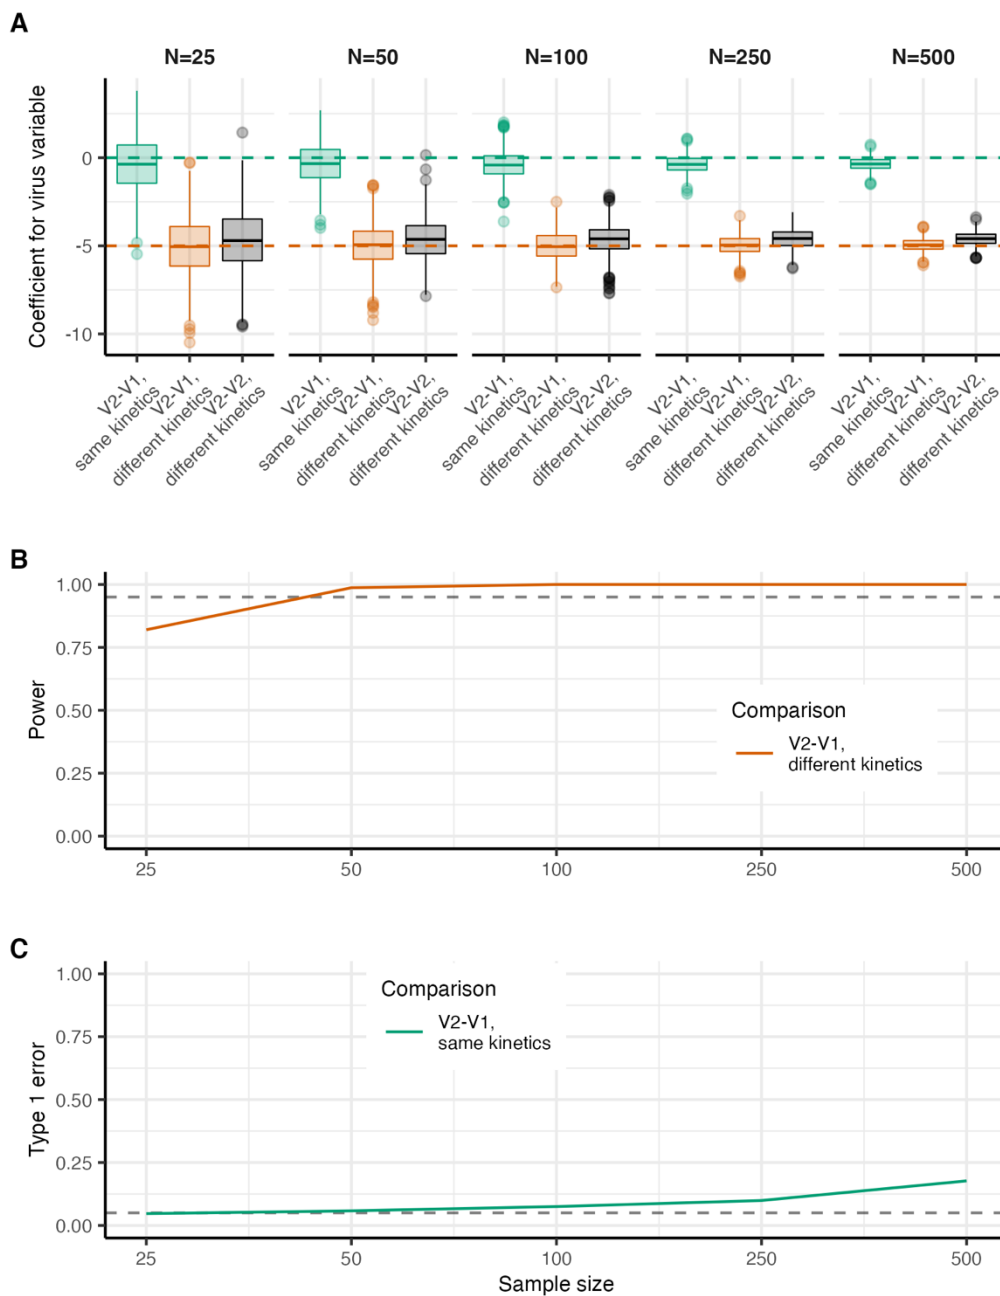 A
N=25 N=50 N=100 N=250 N=500
Coefficient for virus variable
0
-5
-10
V2-V1,
same kinetics
V2-V1,
different kinetics
V2-V2,
different kinetics
V2-V1,
same kinetics
V2-V1,
different kinetics
V2-V2,
different kinetics
V2-V1,
same kinetics
V2-V1,
different kinetics
V2-V2,
different kinetics
V2-V1,
same kinetics
V2-V1,
different kinetics
V2-V2,
different kinetics
V2-V1,
same kinetics
V2-V1,
different kinetics
V2-V2,
different kinetics
B
Power
1.00
0.75
0.50
0.25
0.00
Comparison
V2-V1,
different kinetics
25 50 100 250 500
C
Type 1 error
1.00
0.75
0.50
0.25
0.00
Comparison
V2-V1,
same kinetics
25 50 100 250 500
Sample size